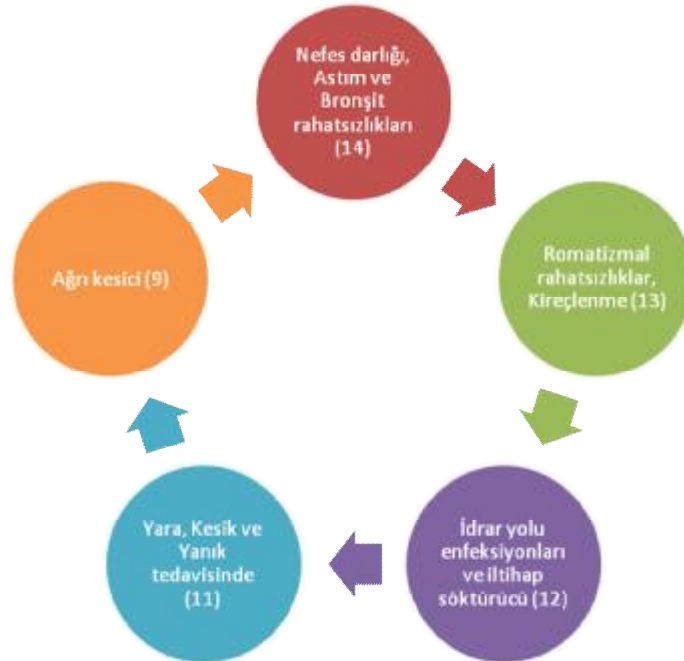 Nefes darlığı,
Astım ve
Bronşit
rahatsızlıkları
(14)
Romatizmal
rahatsızlıklar,
Kireçlenme (13)
İdrar yolu
enfeksiyonları
ve iltihap
söktürücü (12)
Yara, Kesik ve
Yanık
tedavisinde
(11)
Ağrı kesici (9)